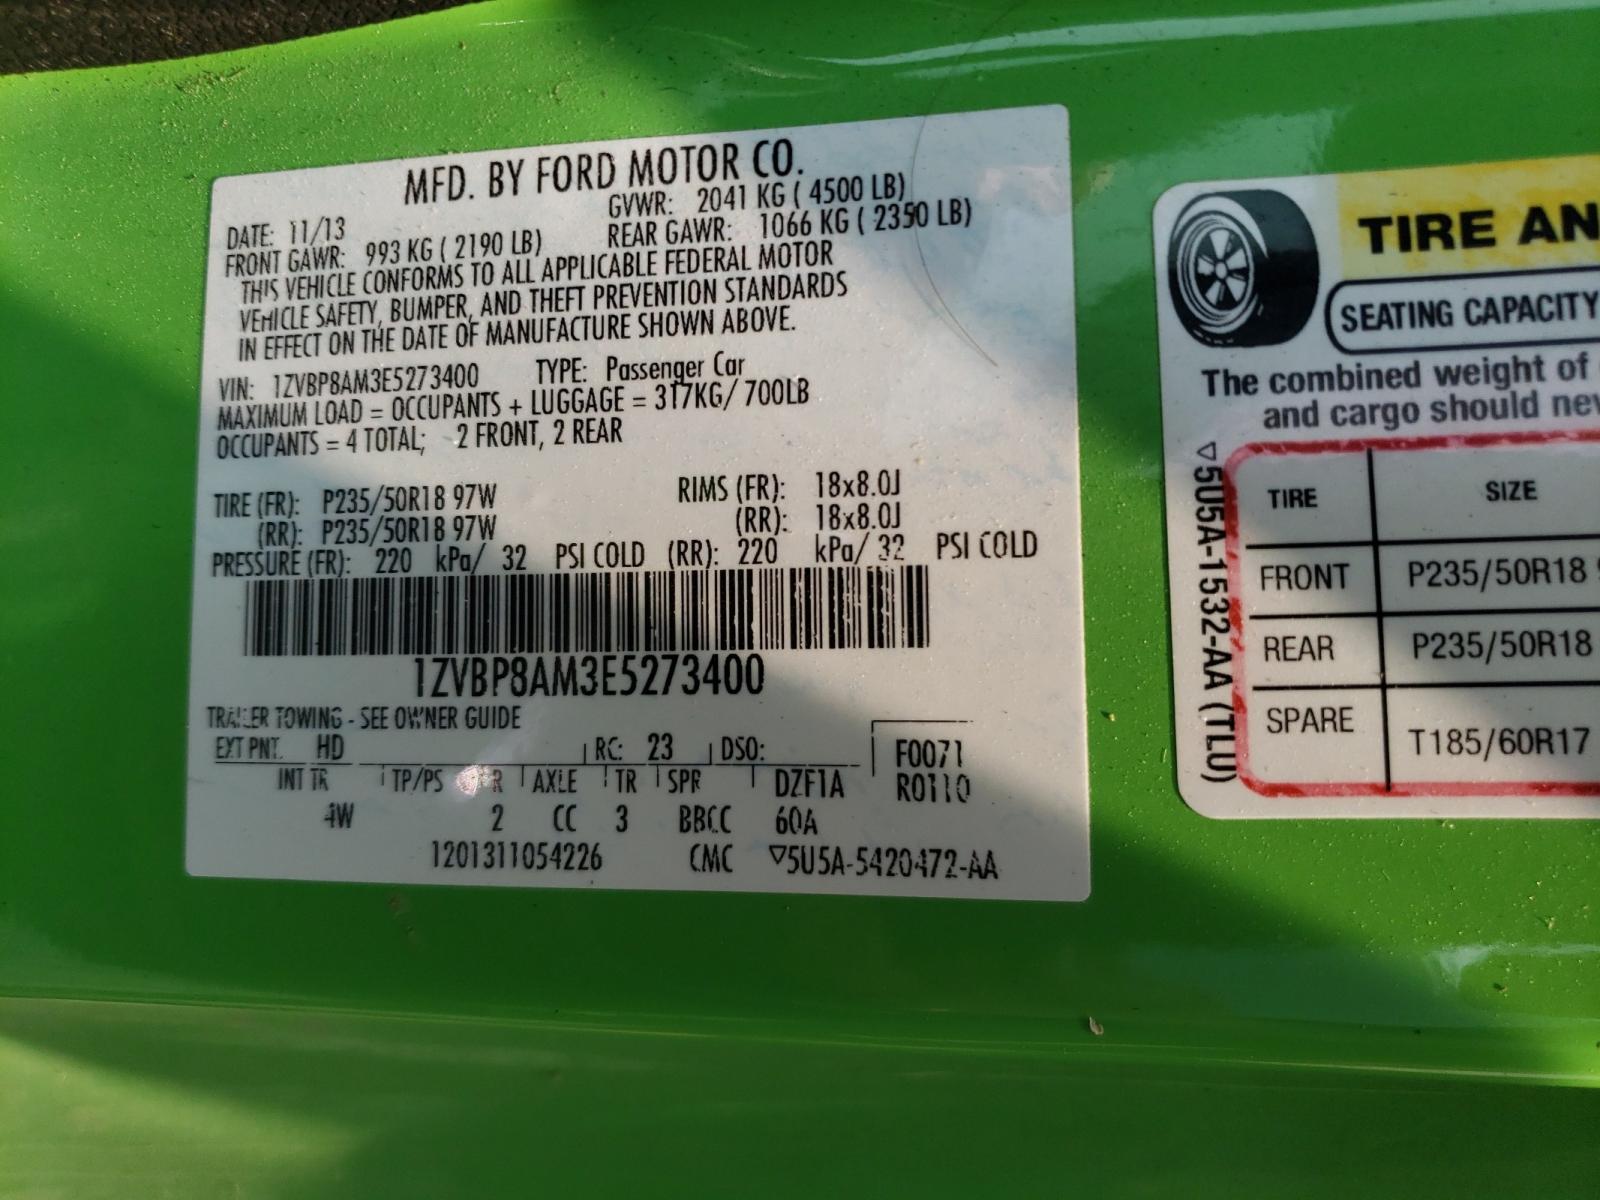 MFD. BY FORD MOTOR CO.
DATE: 11/13 GVWR: 2041 KG ( 4500 LB)
FRONT GAWR: 993 KG ( 2190 LB) REAR GAWR: 1066 KG ( 2350 LB)
THIS VEHICLE CONFORMS TO ALL APPLICABLE FEDERAL MOTOR
VEHICLE SAFETY, BUMPER, AND THEFT PREVENTION STANDARDS
IN EFFECT ON THE DATE OF MANUFACTURE SHOWN ABOVE.
VIN: 1ZVBP8AM3E5273400 TYPE: Passenger Car
MAXIMUM LOAD = OCCUPANTS + LUGGAGE = 317KG/ 700LB
OCCUPANTS = 4 TOTAL; 2 FRONT, 2 REAR
TIRE (FR): P235/50R18 97W RIMS (FR): 18x8.0J
(RR): P235/50R18 97W (RR): 18x8.0J
PRESSURE (FR): 220 kPa/ 32 PSI COLD (RR): 220 kPa/ 32 PSI COLD
1ZVBP8AM3E5273400
TRAILER TOWING - SEE OWNER GUIDE
EXT PNT. HD RC: 23 DSO: F0071
INT TR TP/PS R AXLE TR SPR DZF1A R0110
4W 2 CC 3 BBCC 60A
1201311054226 CMC ▽5U5A-5420472-AA
TIRE AN
SEATING CAPACITY
The combined weight of
and cargo should nev
▽5U5A-1532-AA (TLU)
TIRE SIZE
FRONT P235/50R18 9
REAR P235/50R18
SPARE T185/60R17